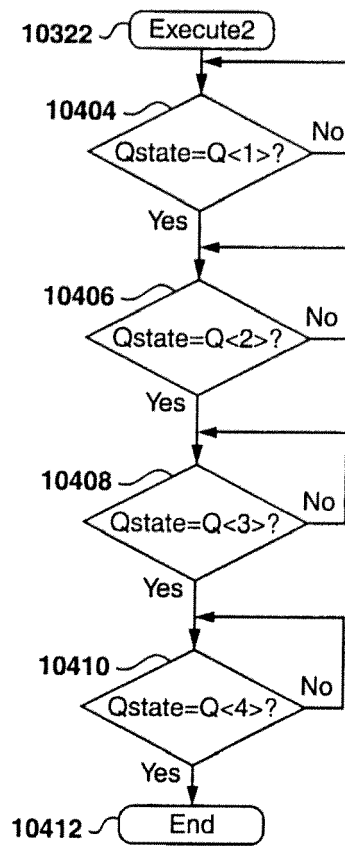 10322 Execute2
10404
Qstate=Q<1>?
No
Yes
10406
Qstate=Q<2>?
No
Yes
10408
Qstate=Q<3>?
No
Yes
10410
Qstate=Q<4>?
No
Yes
10412 End